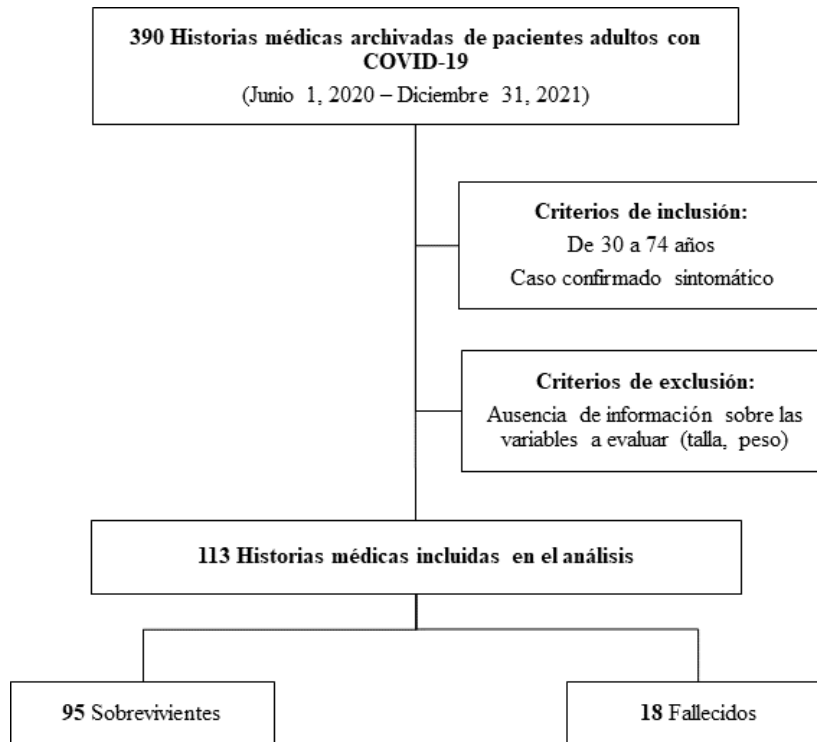 390 Historias médicas archivadas de pacientes adultos con
COVID-19
(Junio 1, 2020 – Diciembre 31, 2021)
Criterios de inclusión:
De 30 a 74 años
Caso confirmado sintomático
Criterios de exclusión:
Ausencia de información sobre las
variables a evaluar (talla, peso)
113 Historias médicas incluidas en el análisis
95 Sobrevivientes
18 Fallecidos